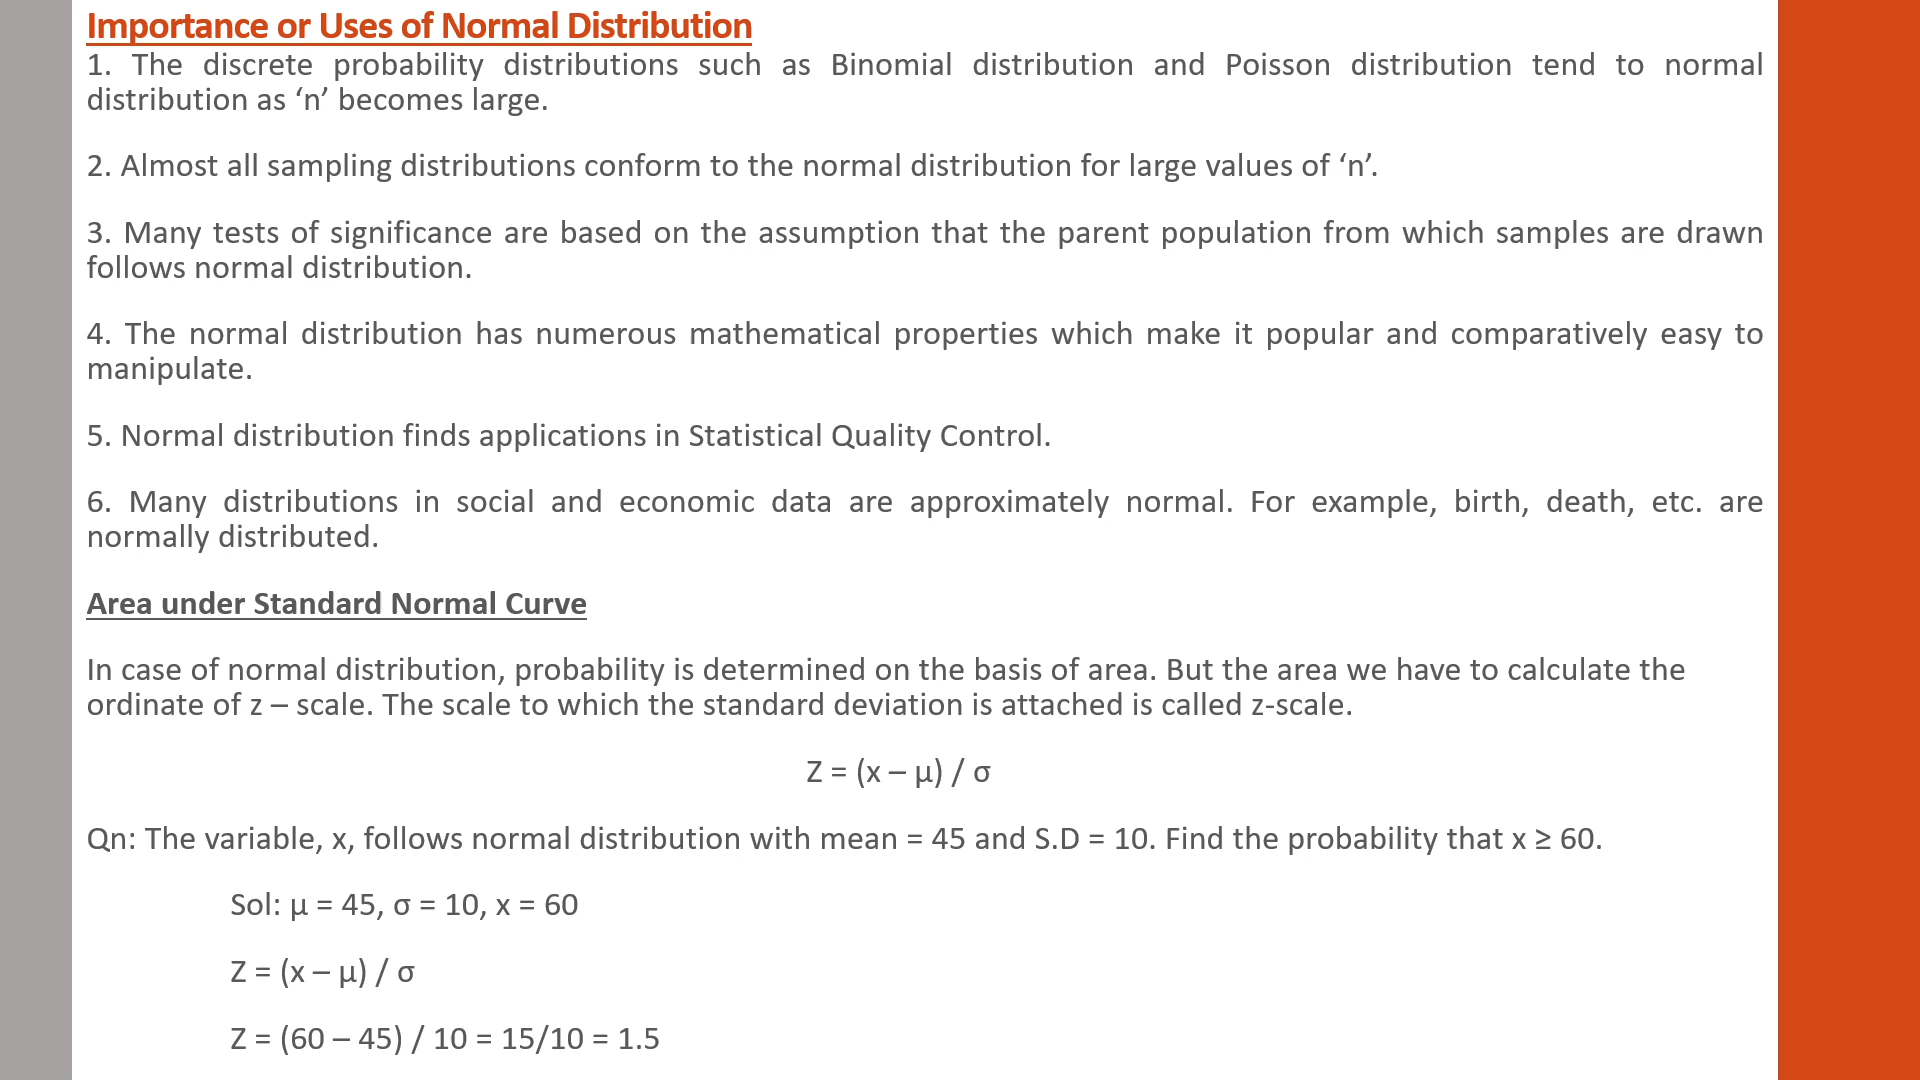 Importance or Uses of Normal Distribution
1. The discrete probability distributions such as Binomial distribution and Poisson distribution tend to normal
distribution as ‘n’ becomes large.
2. Almost all sampling distributions conform to the normal distribution for large values of ‘n’.
3. Many tests of significance are based on the assumption that the parent population from which samples are drawn
follows normal distribution.
4. The normal distribution has numerous mathematical properties which make it popular and comparatively easy to
manipulate.
5. Normal distribution finds applications in Statistical Quality Control.
6. Many distributions in social and economic data are approximately normal. For example, birth, death, etc. are
normally distributed.
Area under Standard Normal Curve
In case of normal distribution, probability is determined on the basis of area. But the area we have to calculate the
ordinate of z – scale. The scale to which the standard deviation is attached is called z-scale.
Z = (x – μ) / σ
Qn: The variable, x, follows normal distribution with mean = 45 and S.D = 10. Find the probability that x ≥ 60.
Sol: μ = 45, σ = 10, x = 60
Z = (x – μ) / σ
Z = (60 – 45) / 10 = 15/10 = 1.5